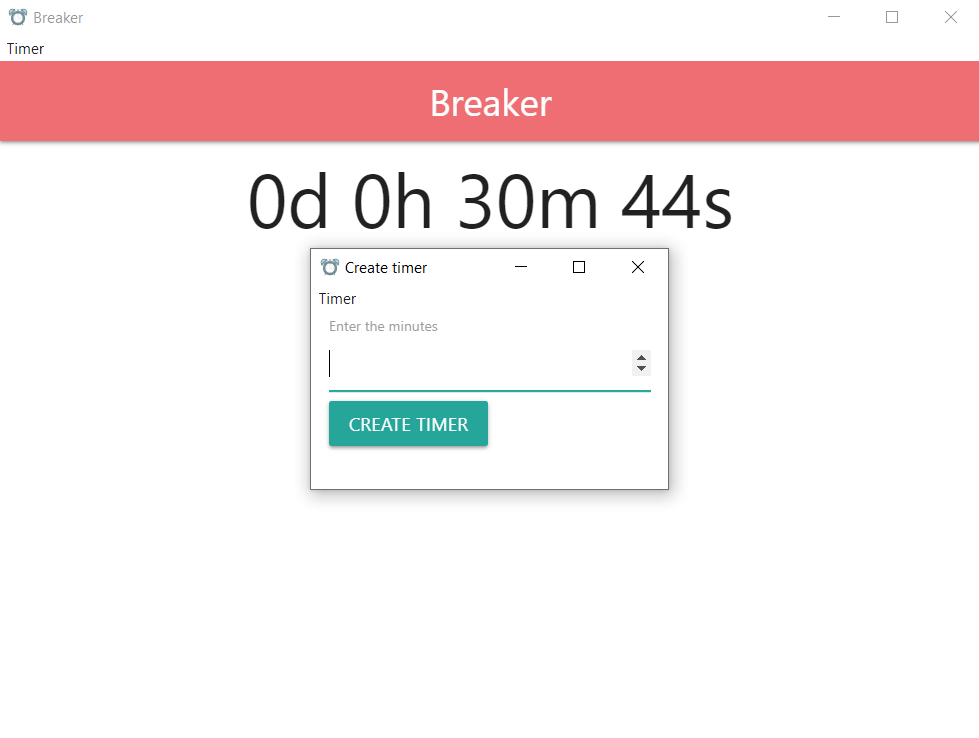 Breaker
Timer
Breaker
0d 0h 30m 44s
Create timer
Timer
Enter the minutes
CREATE TIMER